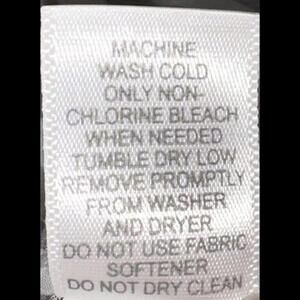 MACHINE
WASH COLD
ONLY NON-
CHLORINE BLEACH
WHEN NEEDED
TUMBLE DRY LOW
REMOVE PROMPTLY
FROM WASHER
AND DRYER
DO NOT USE FABRIC
SOFTENER
DO NOT DRY CLEAN